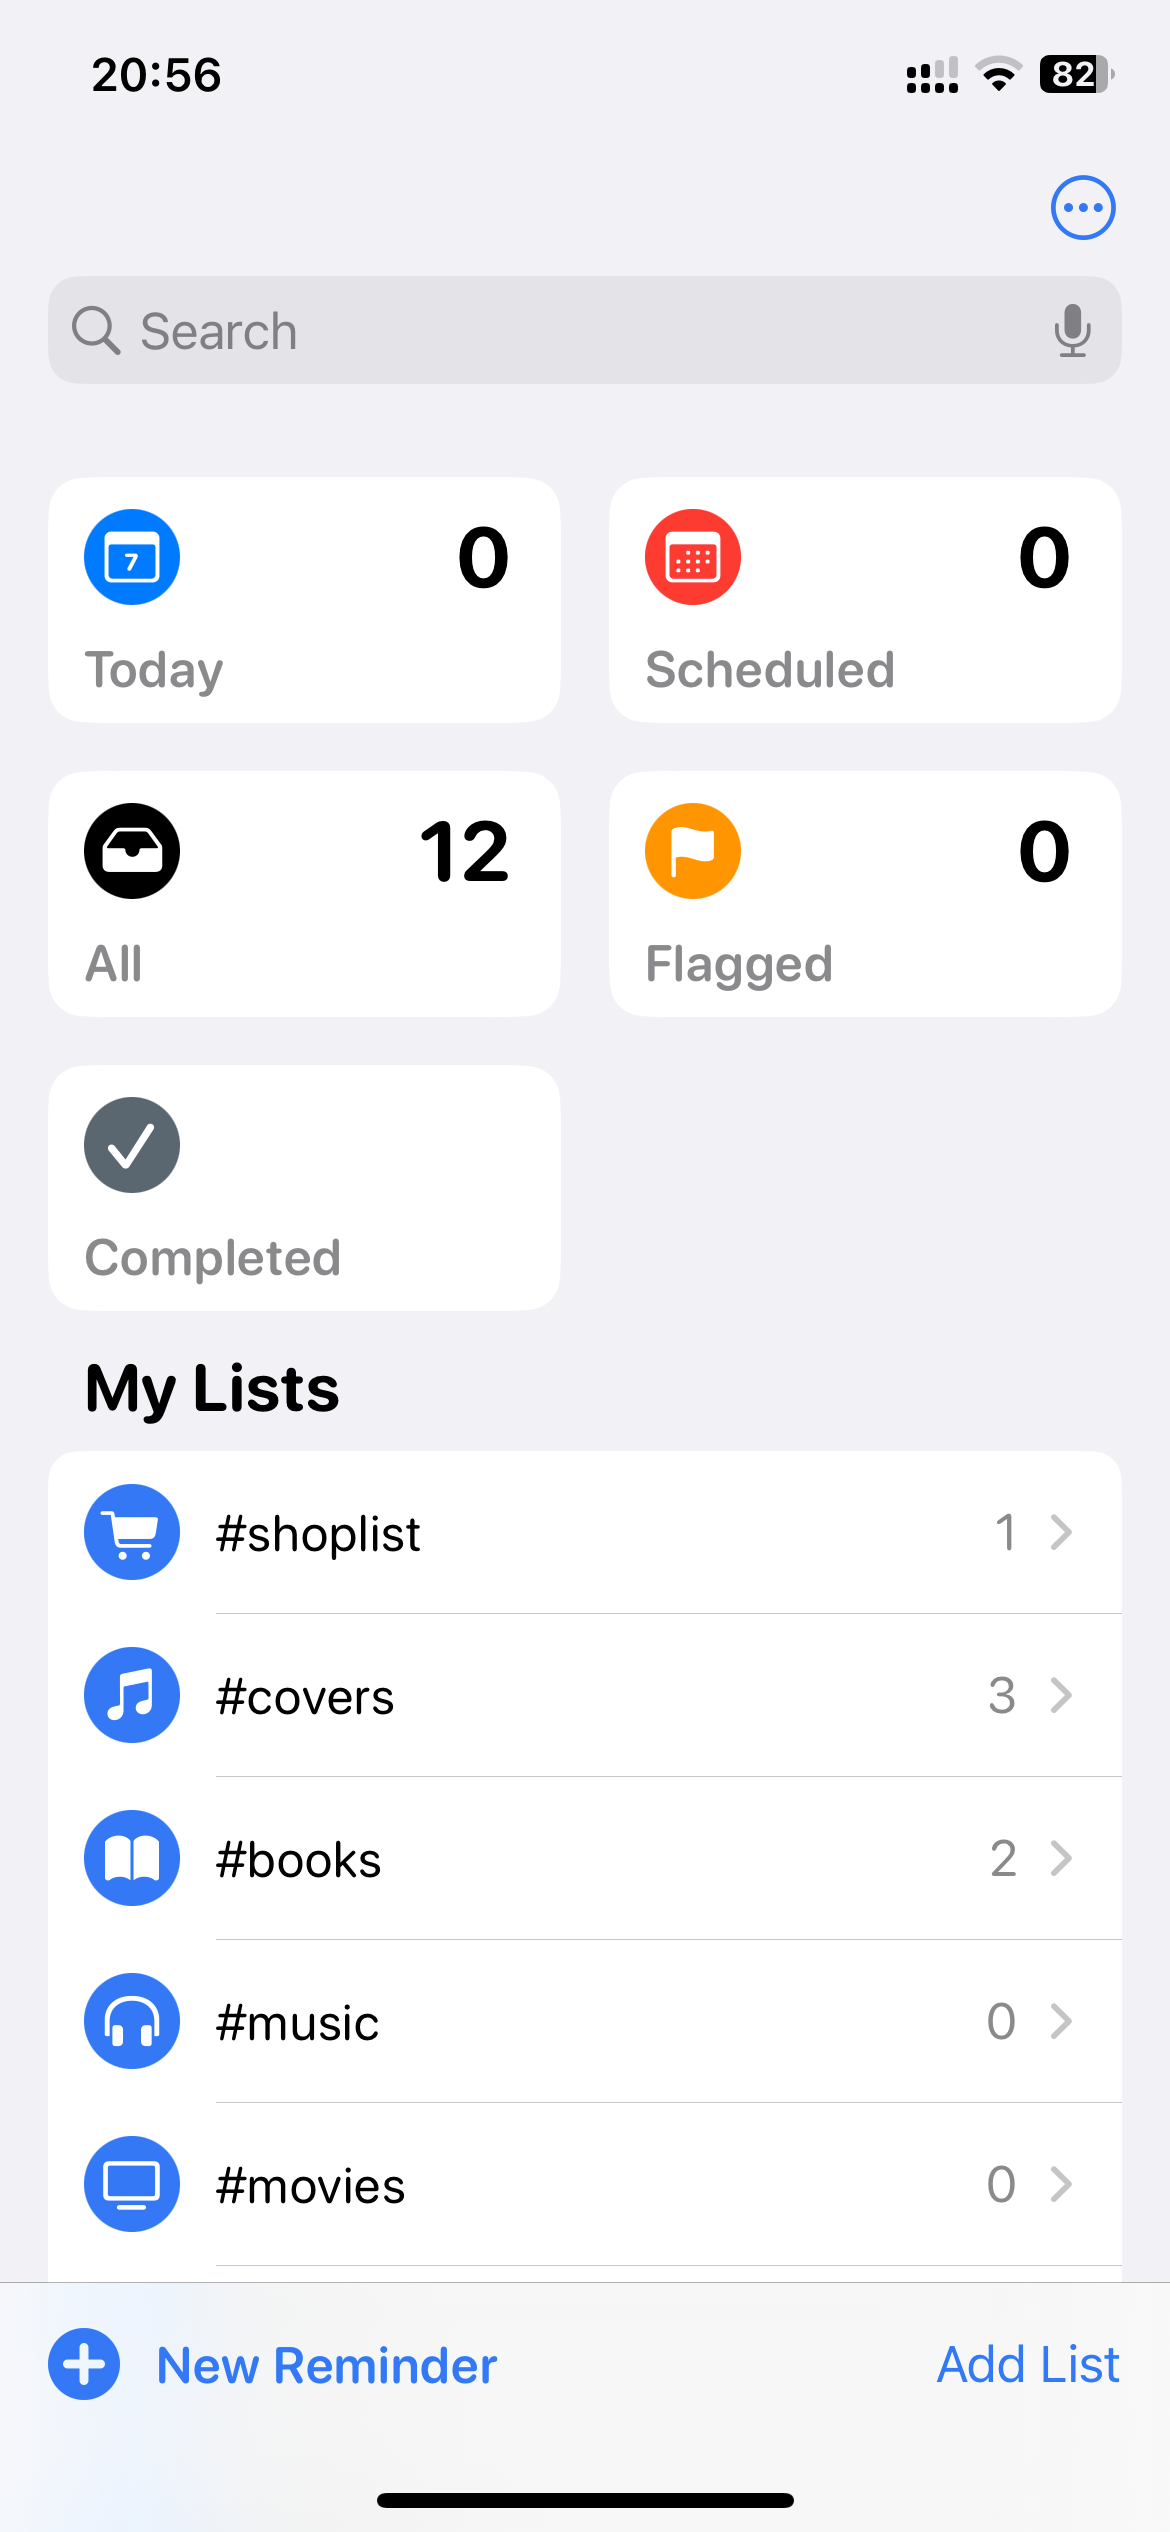 20:56
82
Search
7
0
0
Today
Scheduled
12
0
All
Flagged
Completed
My Lists
#shoplist 1
#covers 3
#books 2
#music 0
#movies 0
New Reminder
Add List